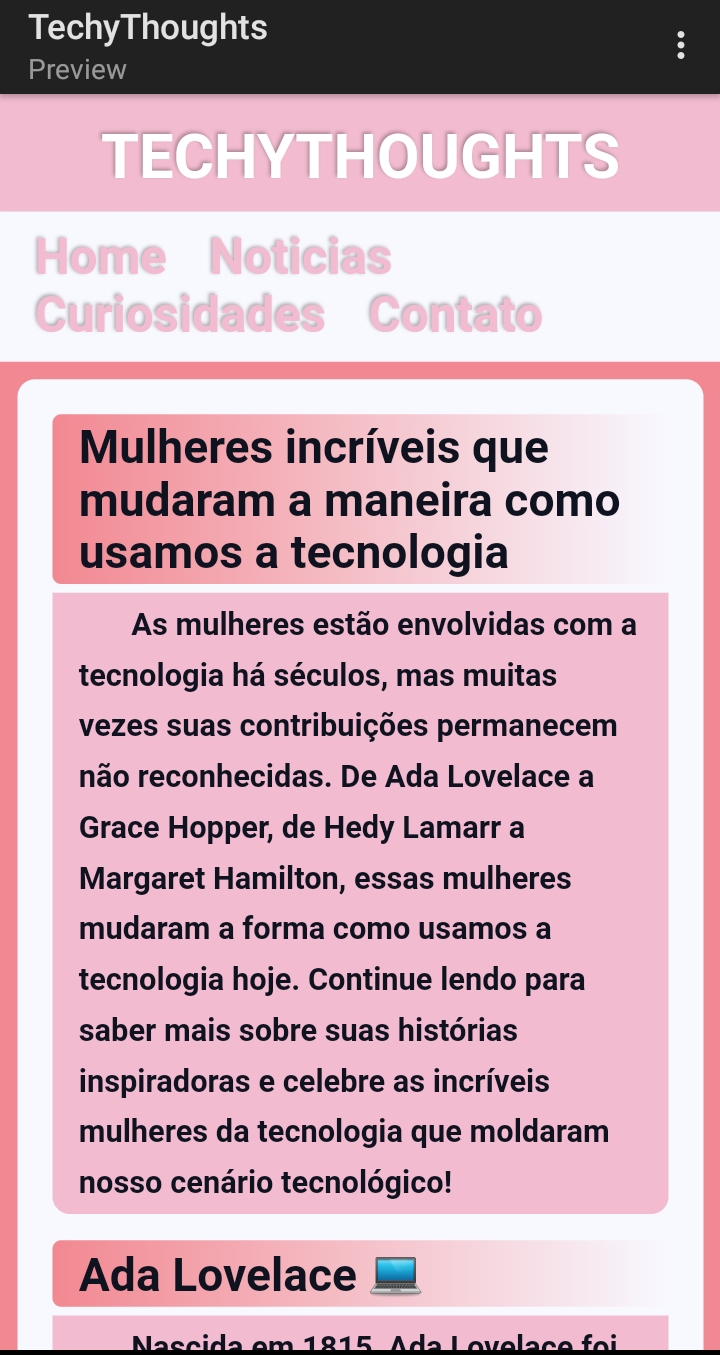 TechyThoughts
Preview
TECHYTHOUGHTS
Home Noticias
Curiosidades Contato
Mulheres incríveis que
mudaram a maneira como
usamos a tecnologia
As mulheres estão envolvidas com a
tecnologia há séculos, mas muitas
vezes suas contribuições permanecem
não reconhecidas. De Ada Lovelace a
Grace Hopper, de Hedy Lamarr a
Margaret Hamilton, essas mulheres
mudaram a forma como usamos a
tecnologia hoje. Continue lendo para
saber mais sobre suas histórias
inspiradoras e celebre as incríveis
mulheres da tecnologia que moldaram
nosso cenário tecnológico!
Ada Lovelace 💻
Nascida em 1815, Ada Lovelace foi